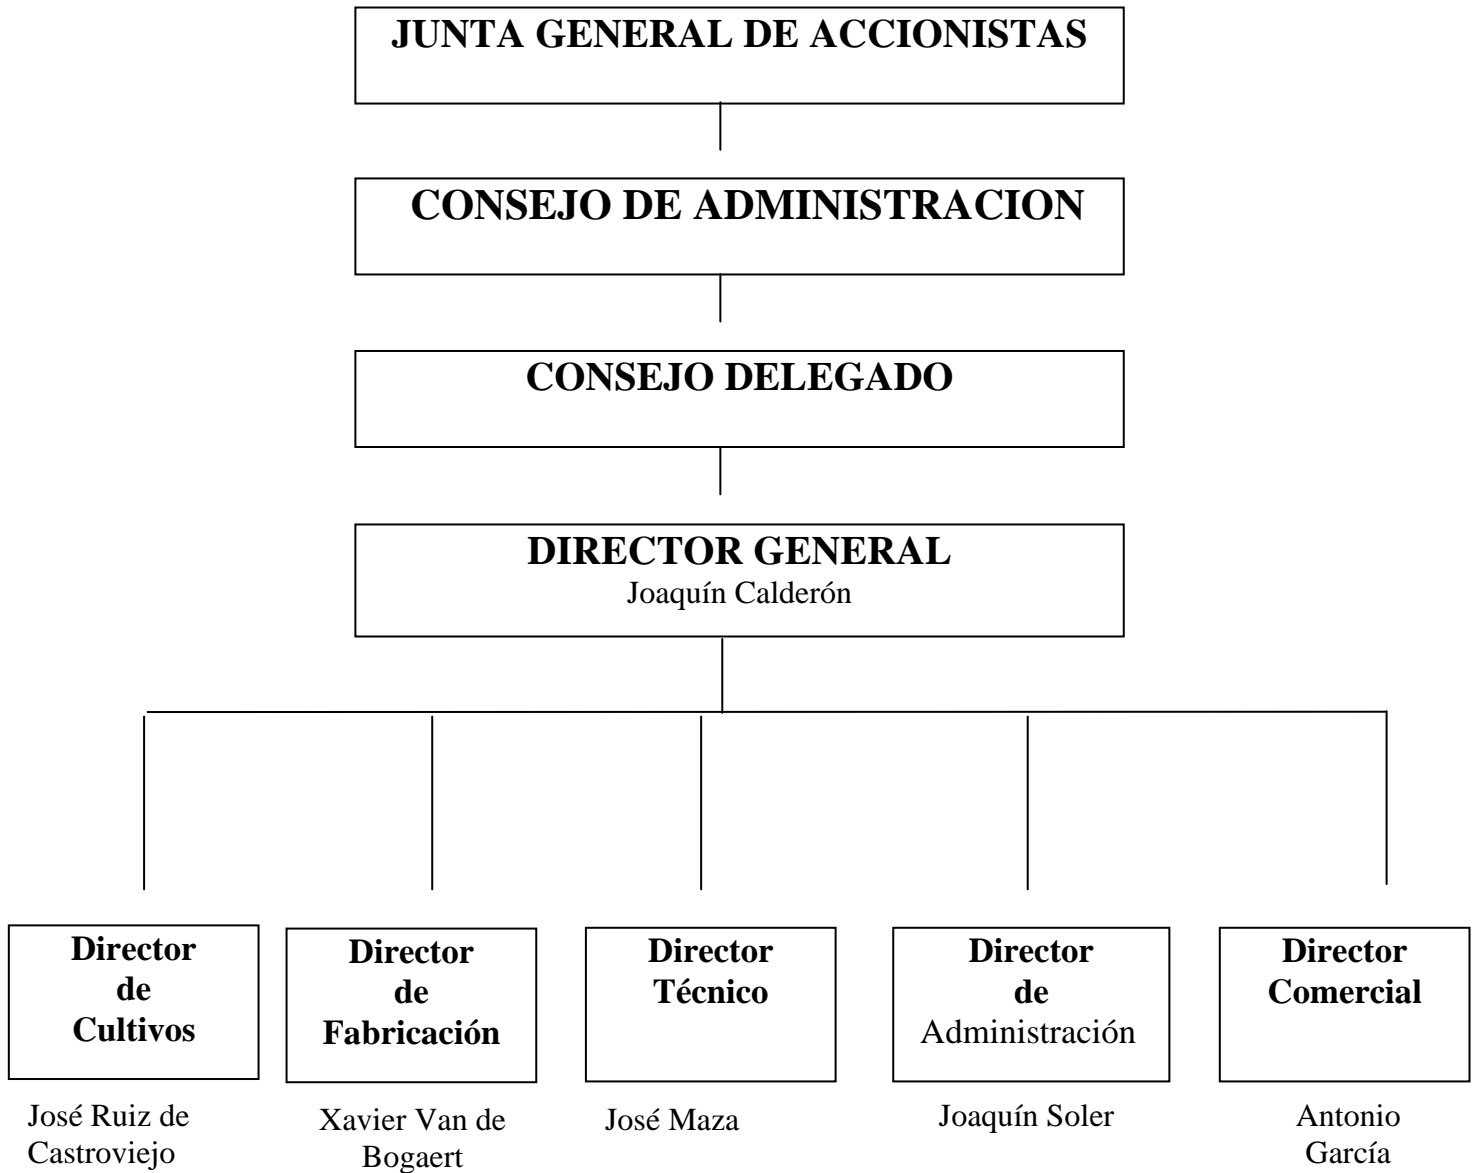 JUNTA GENERAL DE ACCIONISTAS
CONSEJO DE ADMINISTRACION
CONSEJO DELEGADO
DIRECTOR GENERAL
Joaquín Calderón
Director
de
Cultivos
José Ruiz de
Castroviejo
Director
de
Fabricación
Xavier Van de
Bogaert
Director
Técnico
José Maza
Director
de
Administración
Joaquín Soler
Director
Comercial
Antonio
García